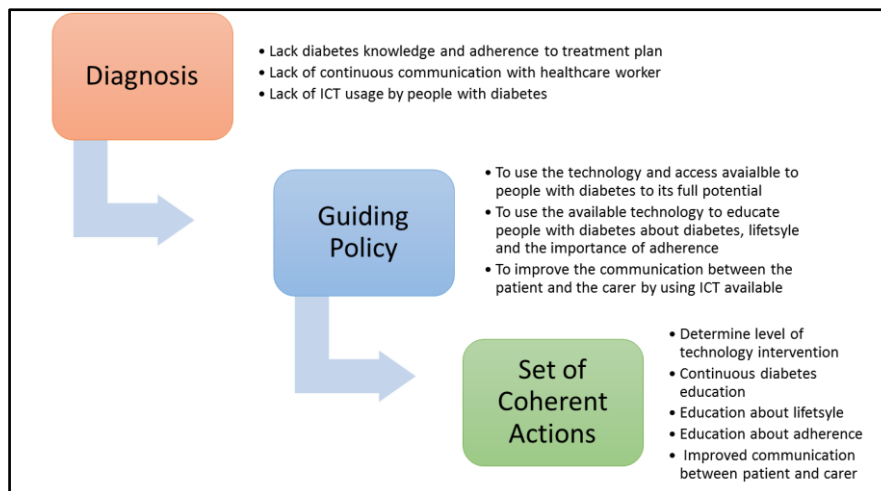 Diagnosis
• Lack diabetes knowledge and adherence to treatment plan
• Lack of continuous communication with healthcare worker
• Lack of ICT usage by people with diabetes
Guiding
Policy
• To use the technology and access avaialble to
people with diabetes to its full potential
• To use the available technology to educate
people with diabetes about diabetes, lifetsyle
and the importance of adherence
• To improve the communication between the
patient and the carer by using ICT available
Set of
Coherent
Actions
• Determine level of
technology intervention
• Continuous diabetes
education
• Education about lifetsyle
• Education about adherence
• Improved communication
between patient and carer